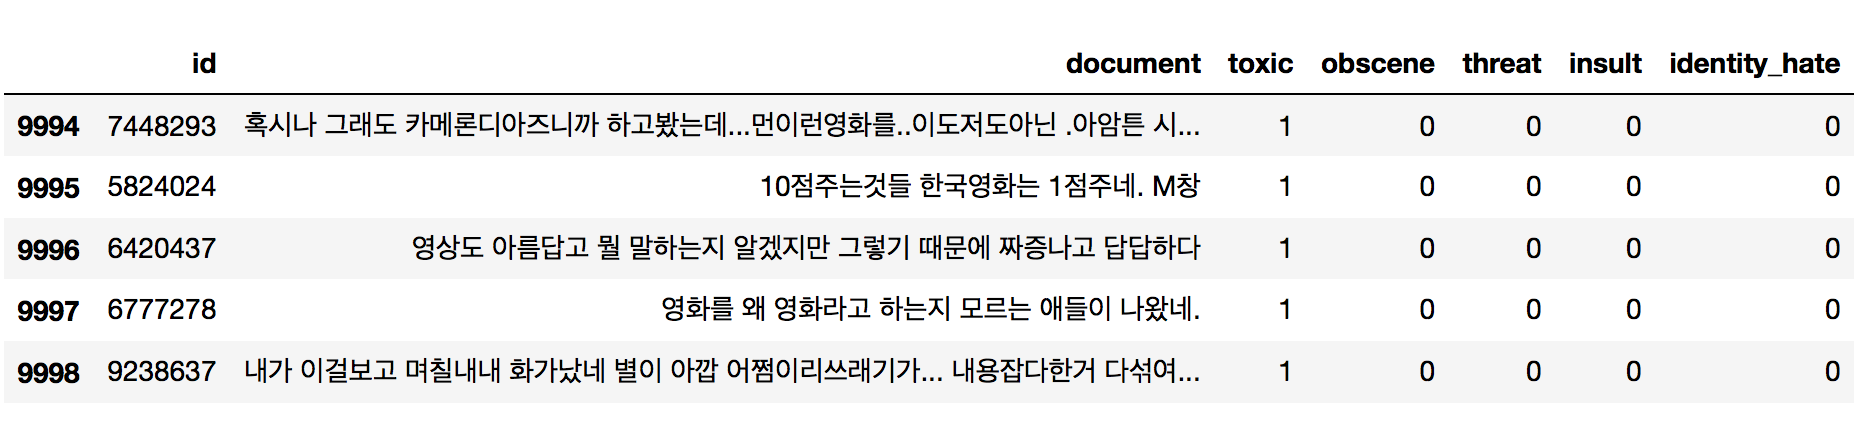 id document toxic obscene threat insult identity_hate
9994 7448293 혹시나 그래도 카메론디아즈니까 하고봤는데...먼이런영화를..이도저도아닌 .아암튼 시... 1 0 0 0 0
9995 5824024 10점주는것들 한국영화는 1점주네. M창 1 0 0 0 0
9996 6420437 영상도 아름답고 뭘 말하는지 알겠지만 그렇기 때문에 짜증나고 답답하다 1 0 0 0 0
9997 6777278 영화를 왜 영화라고 하는지 모르는 애들이 나왔네. 1 0 0 0 0
9998 9238637 내가 이걸보고 며칠내내 화가났네 별이 아깝 어쩜이리쓰래기가... 내용잡다한거 다섞여... 1 0 0 0 0